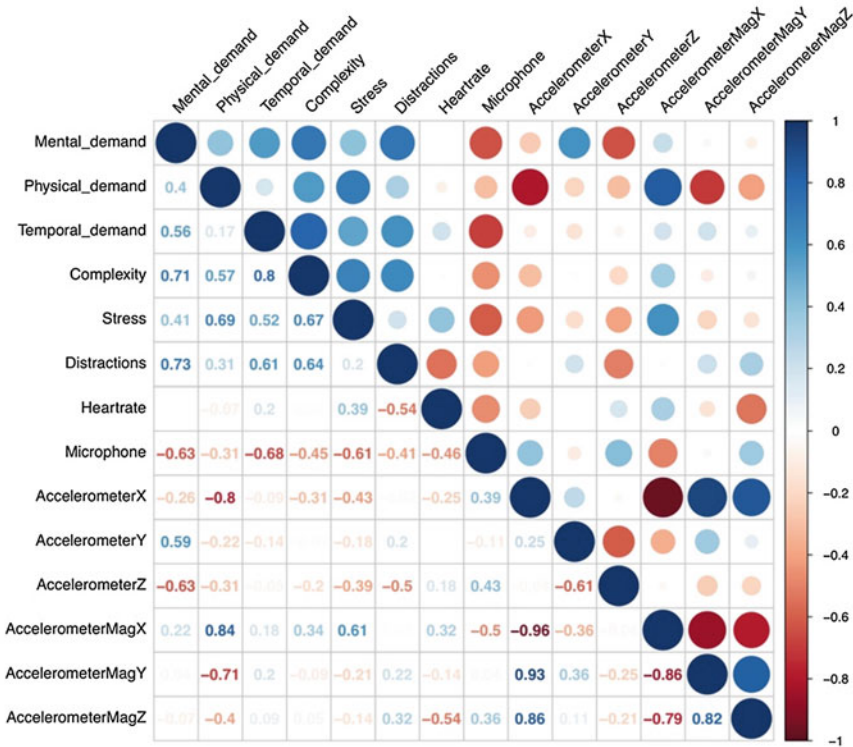 Mental_demand
Physical_demand
Temporal_demand
Complexity
Stress
Distractions
Heartrate
Microphone
AccelerometerX
AccelerometerY
AccelerometerZ
AccelerometerMagX
AccelerometerMagY
AccelerometerMagZ
Mental_demand
Physical_demand 0.4
Temporal_demand 0.56 0.17
Complexity 0.71 0.57 0.8
Stress 0.41 0.69 0.52 0.67
Distractions 0.73 0.31 0.61 0.64 0.2
Heartrate −0.07 0.2 0.39 −0.54
Microphone −0.63 −0.31 −0.68 −0.45 −0.61 −0.41 −0.46
AccelerometerX −0.26 −0.8 −0.09 −0.31 −0.43 −0.25 0.39
AccelerometerY 0.59 −0.22 −0.14 −0.18 0.2 −0.11 0.25
AccelerometerZ −0.63 −0.31 −0.2 −0.39 −0.5 0.18 0.43 −0.61
AccelerometerMagX 0.22 0.84 0.18 0.34 0.61 0.32 −0.5 −0.96 −0.36
AccelerometerMagY −0.71 0.2 −0.09 −0.21 0.22 −0.14 0.93 0.36 −0.25 −0.86
AccelerometerMagZ −0.07 −0.4 0.09 0.05 −0.14 0.32 −0.54 0.36 0.86 0.11 −0.21 −0.79 0.82
1
0.8
0.6
0.4
0.2
0
−0.2
−0.4
−0.6
−0.8
−1